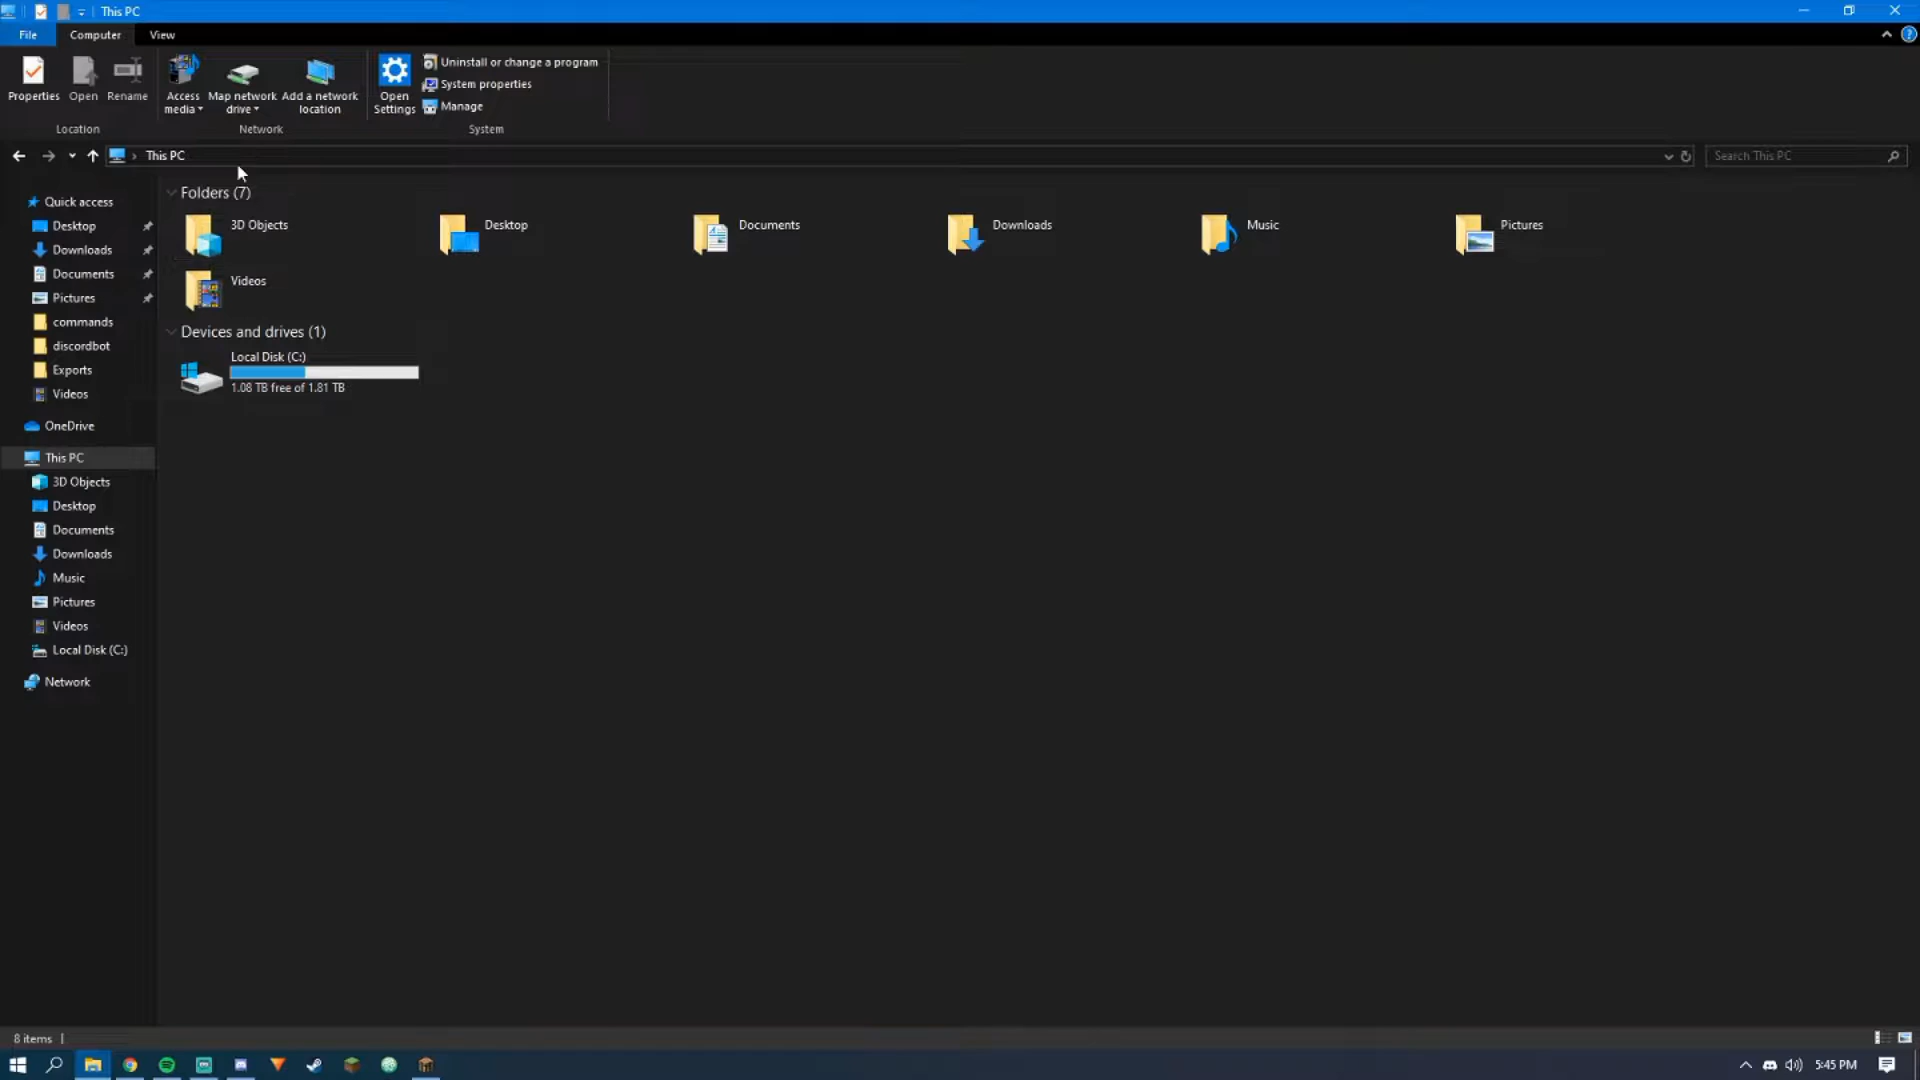 This PC
File
Computer
View
Properties
Open
Rename
Access media
Map network drive
Add a network location
Open Settings
Uninstall or change a program
System properties
Manage
Location
Network
System
This PC
Search This PC
Quick access
Desktop
Downloads
Documents
Pictures
commands
discordbot
Exports
Videos
OneDrive
This PC
3D Objects
Desktop
Documents
Downloads
Music
Pictures
Videos
Local Disk (C:)
Network
Folders (7)
3D Objects
Desktop
Documents
Downloads
Music
Pictures
Videos
Devices and drives (1)
Local Disk (C:)
1.08 TB free of 1.81 TB
8 items
5:45 PM